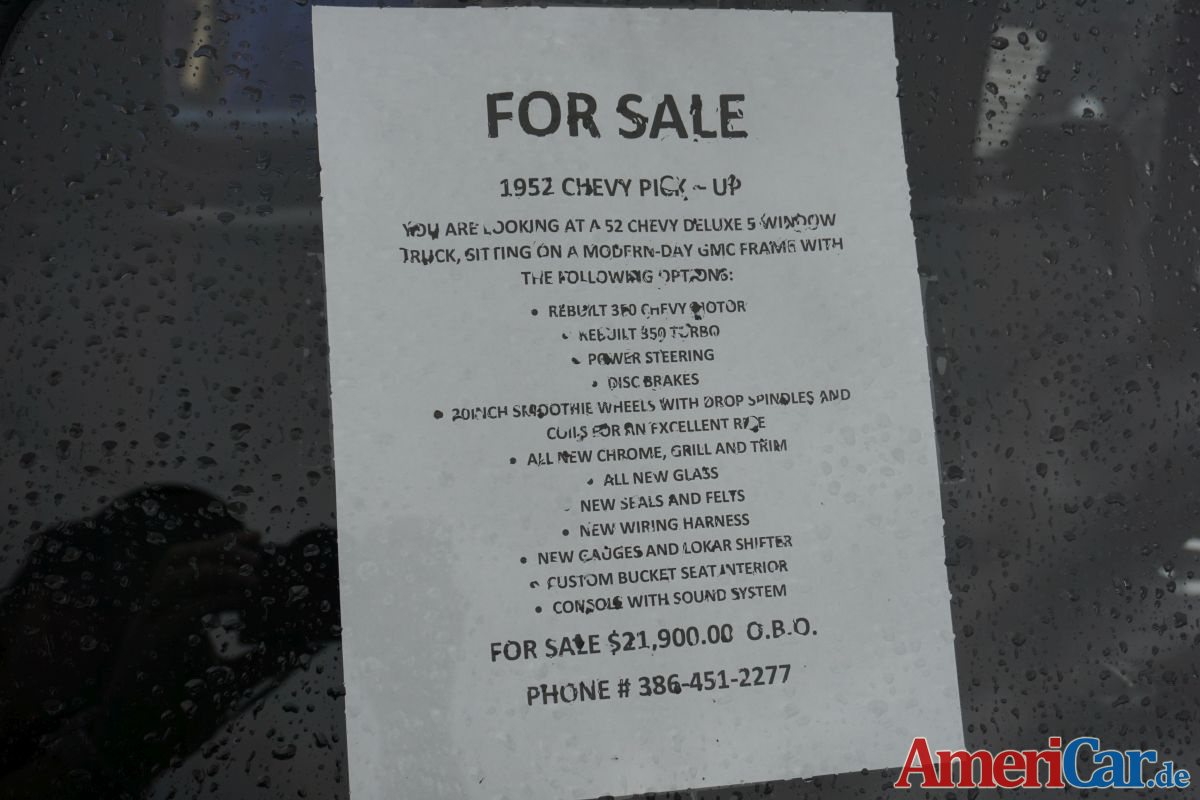 FOR SALE
1952 CHEVY PICK ~ UP
YOU ARE LOOKING AT A 52 CHEVY DELUXE 5 WINDOW
TRUCK, SITTING ON A MODERN-DAY GMC FRAME WITH
THE FOLLOWING OPTIONS:
• REBUILT 350 CHEVY MOTOR
• REBUILT 350 TURBO
• POWER STEERING
• DISC BRAKES
• 20INCH SMOOTHIE WHEELS WITH DROP SPINDLES AND
COILS FOR AN EXCELLENT RIDE
• ALL NEW CHROME, GRILL AND TRIM
• ALL NEW GLASS
NEW SEALS AND FELTS
• NEW WIRING HARNESS
• NEW GAUGES AND LOKAR SHIFTER
• CUSTOM BUCKET SEAT INTERIOR
• CONSOLE WITH SOUND SYSTEM
FOR SALE $21,900.00 O.B.O.
PHONE # 386-451-2277
AmeriCar.de